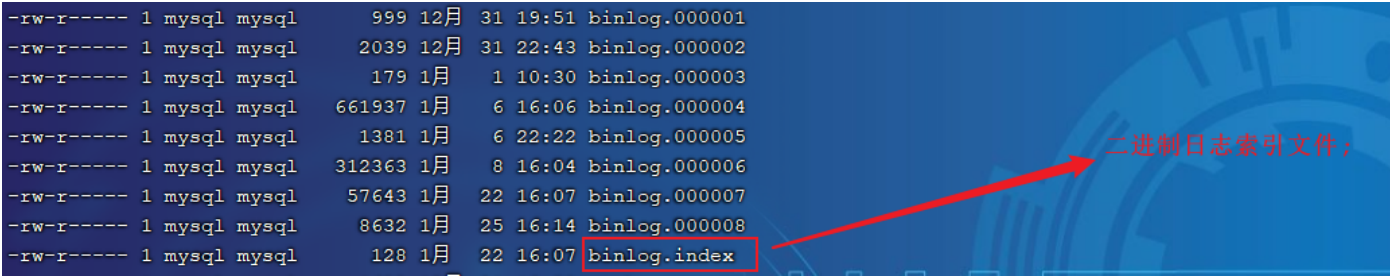 -rw-r----- 1 mysql mysql 999 12月 31 19:51 binlog.000001
-rw-r----- 1 mysql mysql 2039 12月 31 22:43 binlog.000002
-rw-r----- 1 mysql mysql 179 1月 1 10:30 binlog.000003
-rw-r----- 1 mysql mysql 661937 1月 6 16:06 binlog.000004
-rw-r----- 1 mysql mysql 1381 1月 6 22:22 binlog.000005
二进制日志索引文件；
-rw-r----- 1 mysql mysql 312363 1月 8 16:04 binlog.000006
-rw-r----- 1 mysql mysql 57643 1月 22 16:07 binlog.000007
-rw-r----- 1 mysql mysql 8632 1月 25 16:14 binlog.000008
-rw-r----- 1 mysql mysql 128 1月 22 16:07 binlog.index